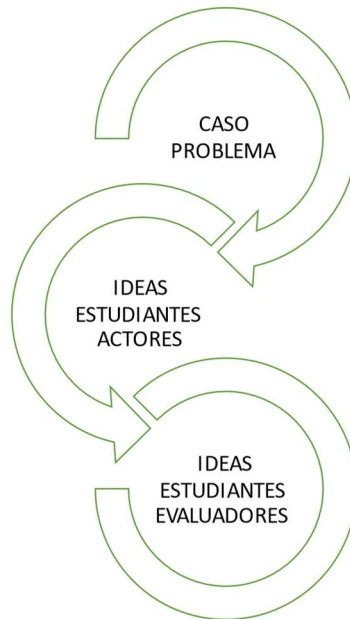 CASO
PROBLEMA
IDEAS
ESTUDIANTES
ACTORES
IDEAS
ESTUDIANTES
EVALUADORES